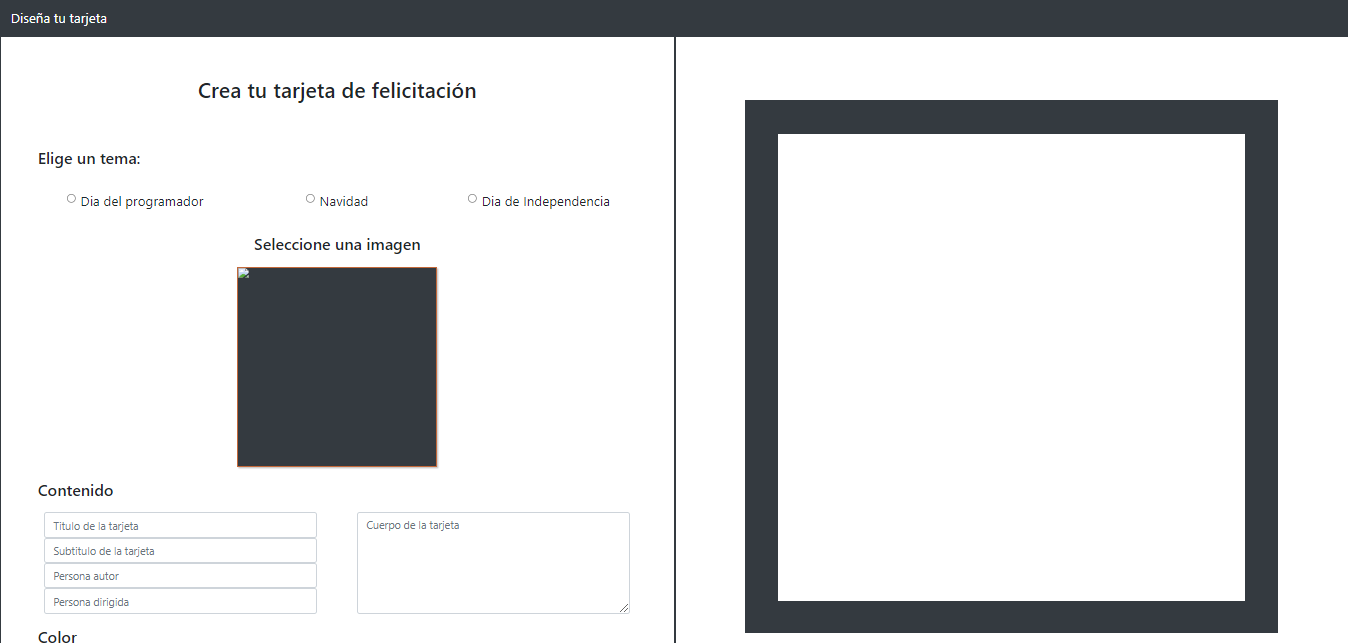 Diseña tu tarjeta
Crea tu tarjeta de felicitación
Elige un tema:
Dia del programador Navidad Dia de Independencia
Seleccione una imagen
Contenido
Titulo de la tarjeta
Subtitulo de la tarjeta
Persona autor
Persona dirigida
Cuerpo de la tarjeta
Color